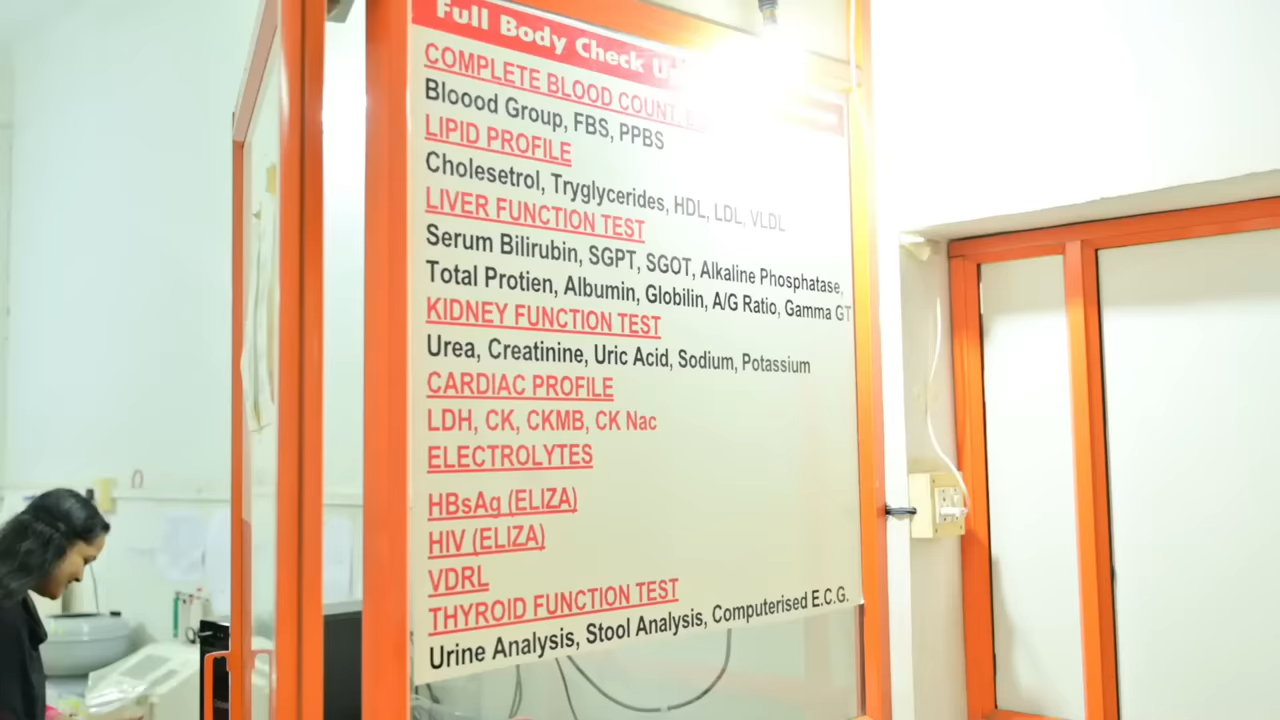 Full Body Check
COMPLETE BLOOD COUNT,
Bloood Group, FBS, PPBS
LIPID PROFILE
Cholesetrol, Tryglycerides, HDL, LDL, VLDL
LIVER FUNCTION TEST
Serum Bilirubin, SGPT, SGOT, Alkaline Phosphatase,
Total Protien, Albumin, Globilin, A/G Ratio, Gamma GT
KIDNEY FUNCTION TEST
Urea, Creatinine, Uric Acid, Sodium, Potassium
CARDIAC PROFILE
LDH, CK, CKMB, CK Nac
ELECTROLYTES
HBsAg (ELIZA)
HIV (ELIZA)
VDRL
THYROID FUNCTION TEST
Urine Analysis, Stool Analysis, Computerised E.C.G.